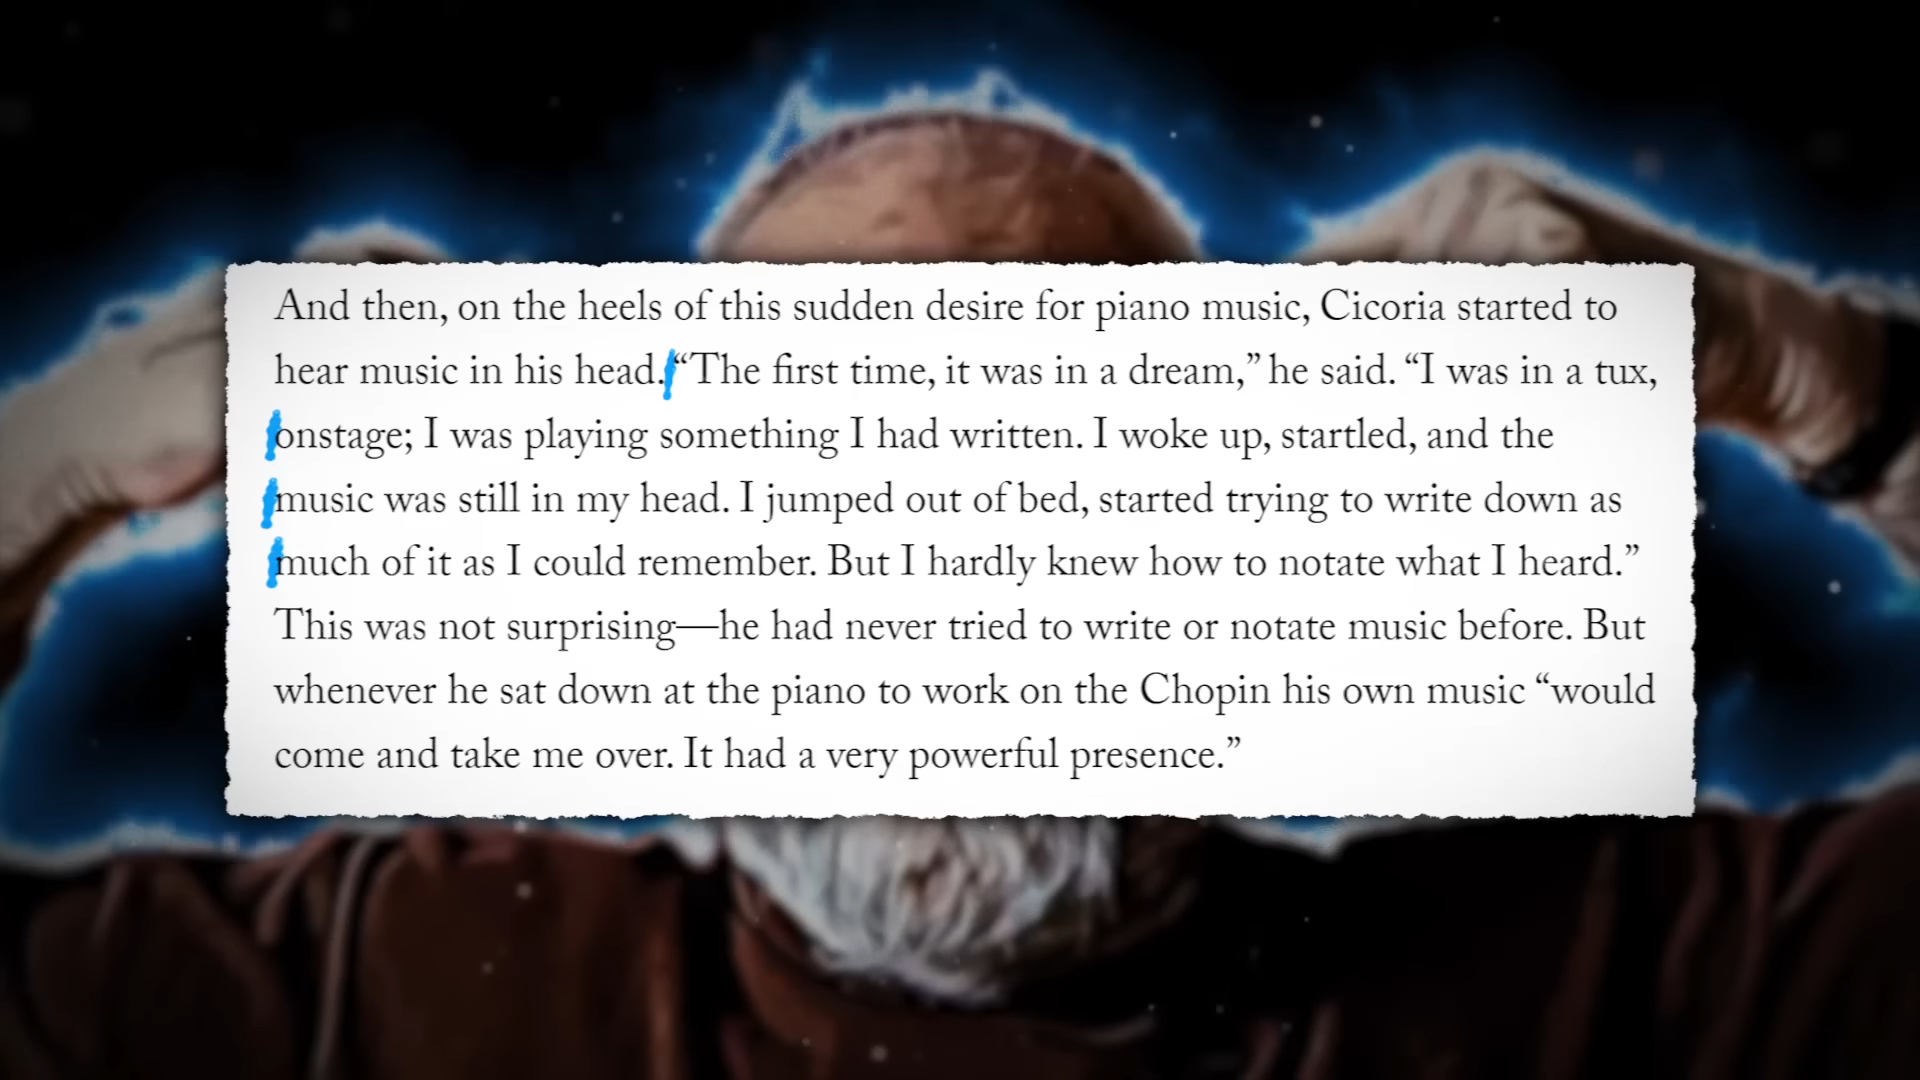 And then, on the heels of this sudden desire for piano music, Cicoria started to
hear music in his head. “The first time, it was in a dream,” he said. “I was in a tux,
onstage; I was playing something I had written. I woke up, startled, and the
music was still in my head. I jumped out of bed, started trying to write down as
much of it as I could remember. But I hardly knew how to notate what I heard.”
This was not surprising—he had never tried to write or notate music before. But
whenever he sat down at the piano to work on the Chopin his own music “would
come and take me over. It had a very powerful presence.”